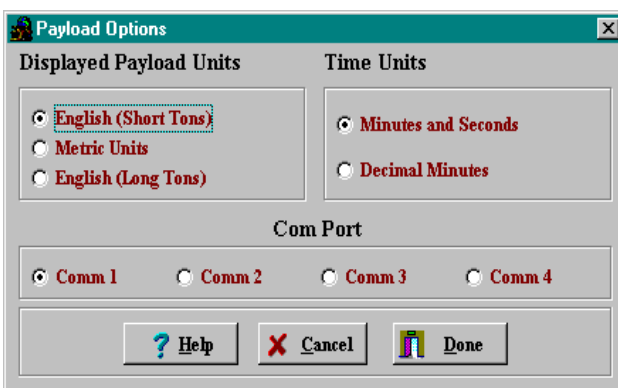 Payload Options
Displayed Payload Units
Time Units
English (Short Tons)
Metric Units
English (Long Tons)
Minutes and Seconds
Decimal Minutes
Com Port
Comm 1 Comm 2 Comm 3 Comm 4
Help Cancel Done